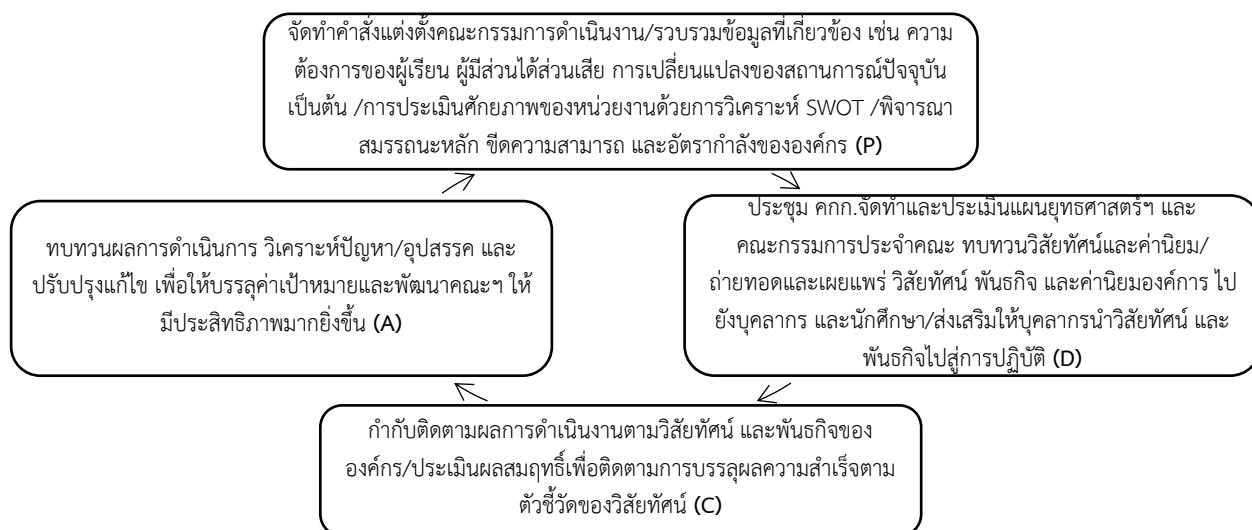 จัดทำคำสั่งแต่งตั้งคณะกรรมการดำเนินงาน/รวบรวมข้อมูลที่เกี่ยวข้อง เช่น ความ
ต้องการของผู้เรียน ผู้มีส่วนได้ส่วนเสีย การเปลี่ยนแปลงของสถานการณ์ปัจจุบัน
เป็นต้น /การประเมินศักยภาพของหน่วยงานด้วยการวิเคราะห์ SWOT /พิจารณา
สมรรถนะหลัก ขีดความสามารถ และอัตรากำลังขององค์กร (P)
ประชุม คกก.จัดทำและประเมินแผนยุทธศาสตร์ฯ และ
คณะกรรมการประจำคณะ ทบทวนวิสัยทัศน์และค่านิยม/
ถ่ายทอดและเผยแพร่ วิสัยทัศน์ พันธกิจ และค่านิยมองค์การ ไป
ยังบุคลากร และนักศึกษา/ส่งเสริมให้บุคลากรนำวิสัยทัศน์ และ
พันธกิจไปสู่การปฏิบัติ (D)
กำกับติดตามผลการดำเนินงานตามวิสัยทัศน์ และพันธกิจของ
องค์กร/ประเมินผลสมฤทธิ์เพื่อติดตามการบรรลุผลความสำเร็จตาม
ตัวชี้วัดของวิสัยทัศน์ (C)
ทบทวนผลการดำเนินการ วิเคราะห์ปัญหา/อุปสรรค และ
ปรับปรุงแก้ไข เพื่อให้บรรลุค่าเป้าหมายและพัฒนาคณะฯ ให้
มีประสิทธิภาพมากยิ่งขึ้น (A)